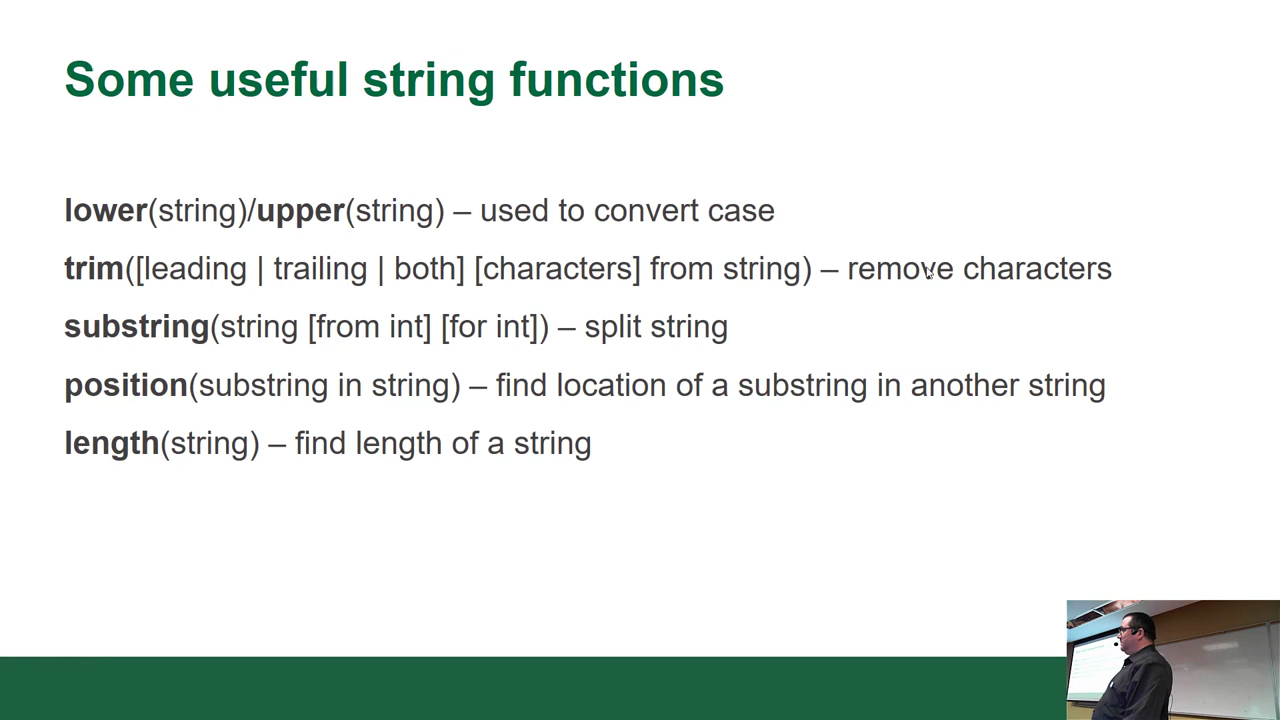 Some useful string functions
lower(string)/upper(string) – used to convert case
trim([leading | trailing | both] [characters] from string) – remove characters
substring(string [from int] [for int]) – split string
position(substring in string) – find location of a substring in another string
length(string) – find length of a string